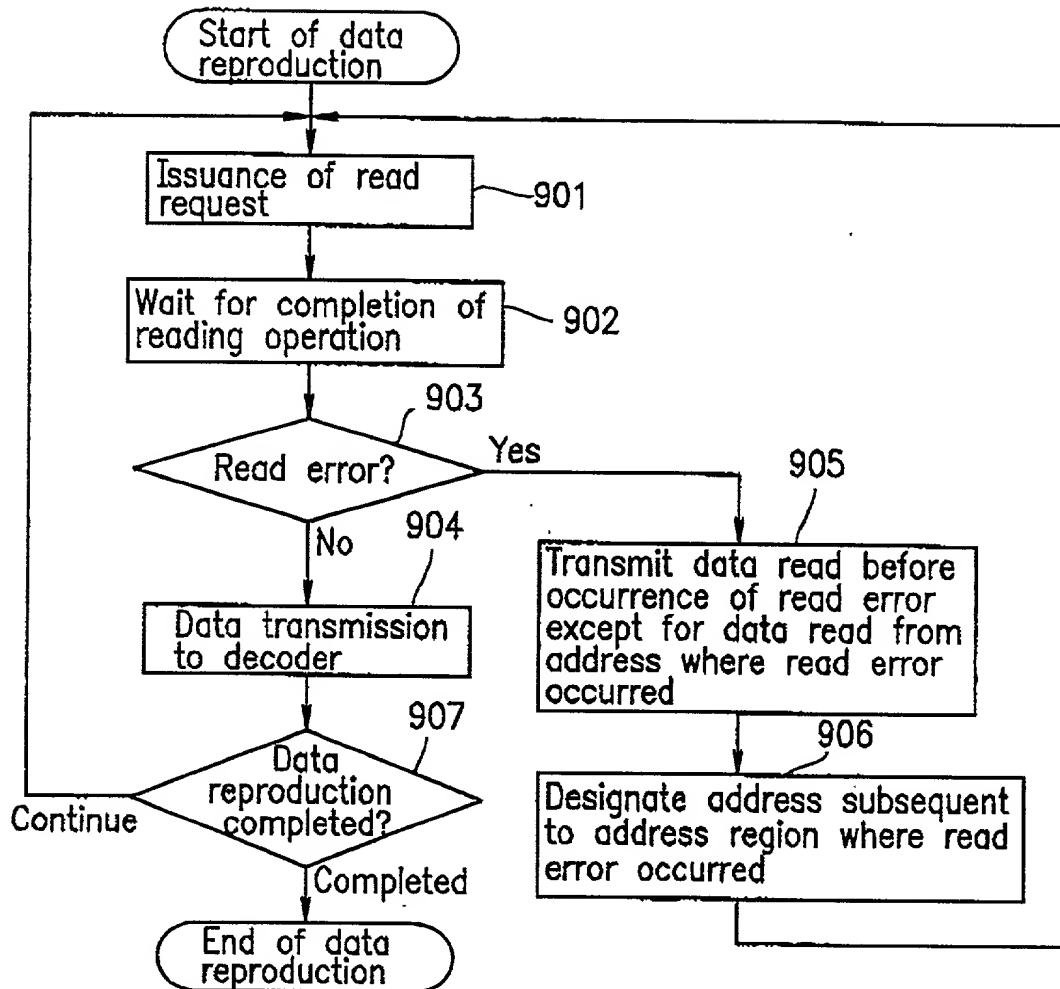 Start of data
reproduction
Issuance of read
request
901
Wait for completion of
reading operation
902
903
Read error?
Yes
No
904
Data transmission
to decoder
905
Transmit data read before
occurrence of read error
except for data read from
address where read error
occurred
907
Data
reproduction
completed?
Continue
Completed
906
Designate address subsequent
to address region where read
error occurred
End of data
reproduction